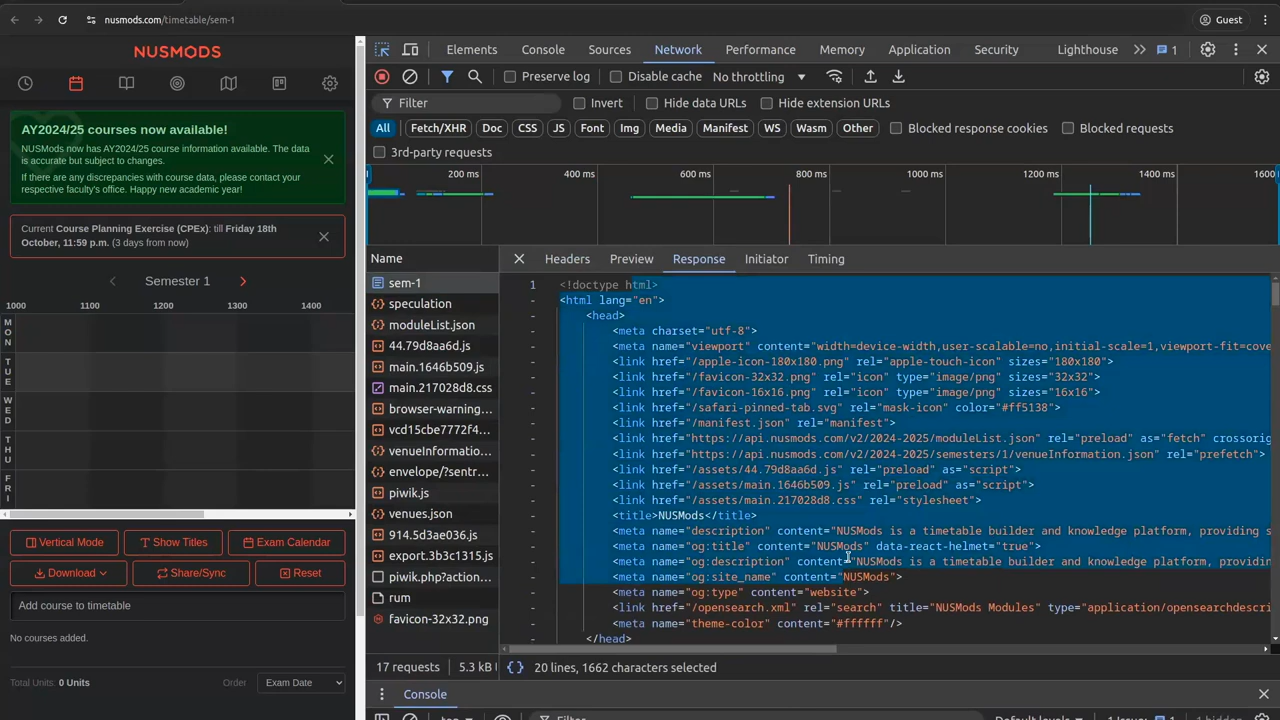 nusmods.com/timetable/sem-1
Guest
NUSMODS
AY2024/25 courses now available!
NUSMods now has AY2024/25 course information available. The data
is accurate but subject to changes.
If there are any discrepancies with course data, please contact your
respective faculty's office. Happy new academic year!
Current Course Planning Exercise (CPEx): till Friday 18th
October, 11:59 p.m. (3 days from now)
Semester 1
1000 1100 1200 1300 1400
MON
TUE
WED
THU
FRI
Vertical Mode Show Titles Exam Calendar
Download Share/Sync Reset
Add course to timetable
No courses added.
Total Units: 0 Units Order Exam Date
Elements Console Sources Network Performance Memory Application Security Lighthouse 1
Preserve log Disable cache No throttling
Filter Invert Hide data URLs Hide extension URLs
All Fetch/XHR Doc CSS JS Font Img Media Manifest WS Wasm Other Blocked response cookies Blocked requests
3rd-party requests
200 ms 400 ms 600 ms 800 ms 1000 ms 1200 ms 1400 ms 1600
Name
sem-1
speculation
moduleList.json
44.79d8aa6d.js
main.1646b509.js
main.217028d8.css
browser-warning...
vcd15cbe7772f4...
venueInformatio...
envelope/?sentr...
piwik.js
venues.json
914.5d3ae036.js
export.3b3c1315.js
piwik.php?action...
rum
favicon-32x32.png
17 requests 5.3 kB
Headers Preview Response Initiator Timing
1 <!doctype html>
- <html lang="en">
- <head>
- <meta charset="utf-8">
- <meta name="viewport" content="width=device-width,user-scalable=no,initial-scale=1,viewport-fit=cove
- <link href="/apple-icon-180x180.png" rel="apple-touch-icon" sizes="180x180">
- <link href="/favicon-32x32.png" rel="icon" type="image/png" sizes="32x32">
- <link href="/favicon-16x16.png" rel="icon" type="image/png" sizes="16x16">
- <link href="/safari-pinned-tab.svg" rel="mask-icon" color="#ff5138">
- <link href="/manifest.json" rel="manifest">
- <link href="https://api.nusmods.com/v2/2024-2025/moduleList.json" rel="preload" as="fetch" crossorig
- <link href="https://api.nusmods.com/v2/2024-2025/semesters/1/venueInformation.json" rel="prefetch">
- <link href="/assets/44.79d8aa6d.js" rel="preload" as="script">
- <link href="/assets/main.1646b509.js" rel="preload" as="script">
- <link href="/assets/main.217028d8.css" rel="stylesheet">
- <title>NUSMods</title>
- <meta name="description" content="NUSMods is a timetable builder and knowledge platform, providing s
- <meta name="og:title" content="NUSMods" data-react-helmet="true">
- <meta name="og:description" content="NUSMods is a timetable builder and knowledge platform, providin
- <meta name="og:site_name" content="NUSMods">
- <meta name="og:type" content="website">
- <link href="/opensearch.xml" rel="search" title="NUSMods Modules" type="application/opensearchdescri
- <meta name="theme-color" content="#ffffff"/>
- </head>
{} 20 lines, 1662 characters selected
Console
top Filter Default levels 1 Issue: 1 1 hidden